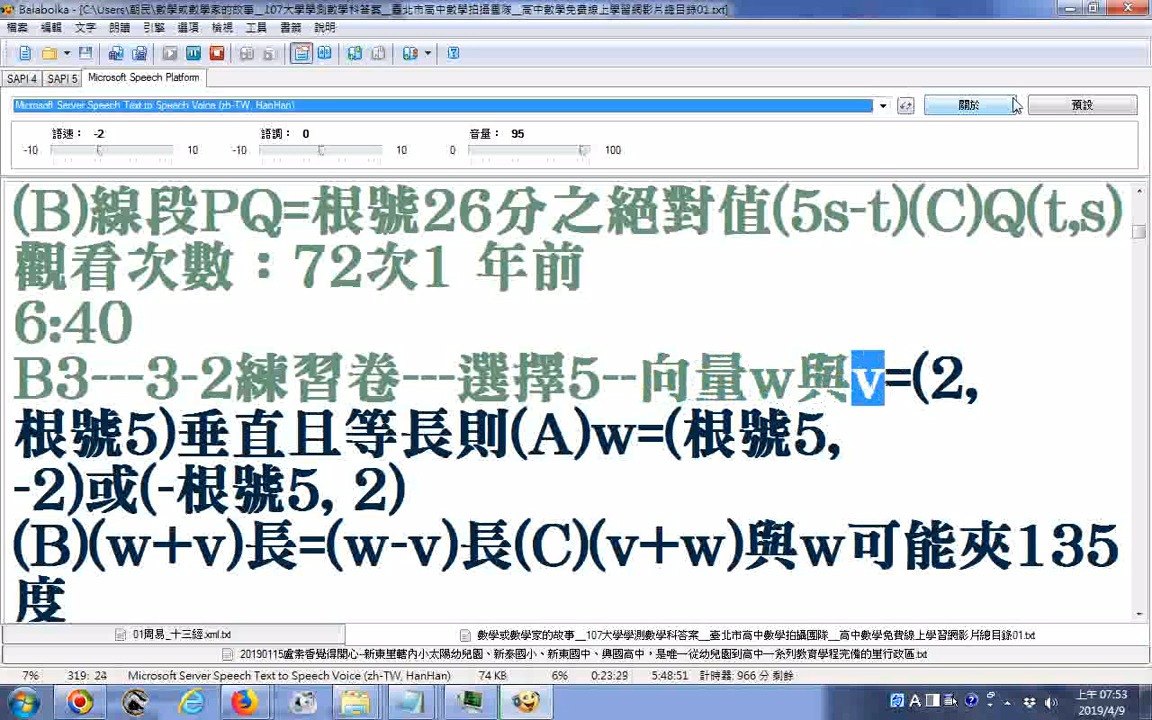 Balabolka - [C:\Users\朝民\數學或數學家的故事__107大學學測數學科答案__臺北市高中數學拍攝團隊__高中數學免費線上學習網影片總目錄01.txt]
檔案 編輯 文字 朗讀 引擎 選項 檢視 工具 書籤 說明
SAPI 4 SAPI 5 Microsoft Speech Platform
Microsoft Server Speech Text to Speech Voice (zh-TW, HanHan) 關於 預設
語速: -2 語調: 0 音量: 95
-10 10 -10 10 0 100
(B)線段PQ=根號26分之絕對值(5s-t)(C)Q(t,s)
觀看次數：72次1 年前
6:40
B3---3-2練習卷---選擇5--向量w與v=(2,
根號5)垂直且等長則(A)w=(根號5,
-2)或(-根號5, 2)
(B)(w+v)長=(w-v)長(C)(v+w)與w可能夾135
度
01周易_十三經.xml.txt 數學或數學家的故事__107大學學測數學科答案__臺北市高中數學拍攝團隊__高中數學免費線上學習網影片總目錄01.txt
20190115盧素香覺得開心-新東里轄內小太陽幼兒園、新泰國小、新東國中、興國高中，是唯一從幼兒園到高中一系列教育學程完備的里行政區.txt
7% 319: 24 Microsoft Server Speech Text to Speech Voice (zh-TW, HanHan) 74 KB 6% 0:23:29 5:48:51 計時器: 966 分 剩餘
上午 07:53
2019/4/9